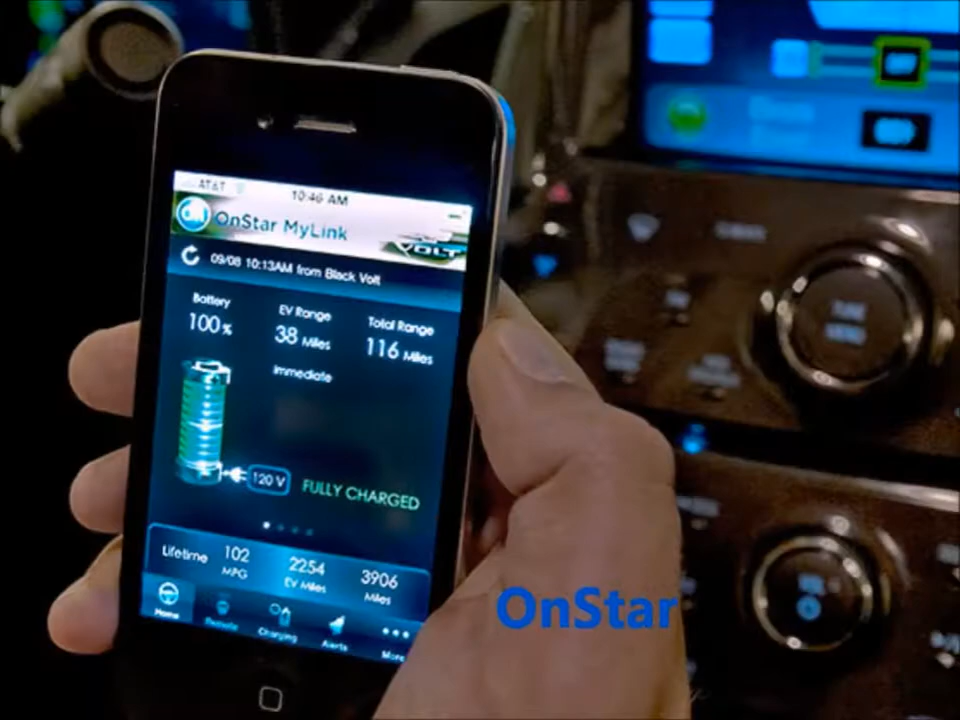 AT&T
10:46 AM
OnStar MyLink
VOLT
09/08 10:13AM from Black Volt
Battery EV Range Total Range
100% 38 Miles 116 Miles
Immediate
120 V FULLY CHARGED
Lifetime 102 2254 3906
MPG EV Miles Miles
Home Remote Charging Alerts More
OnStar